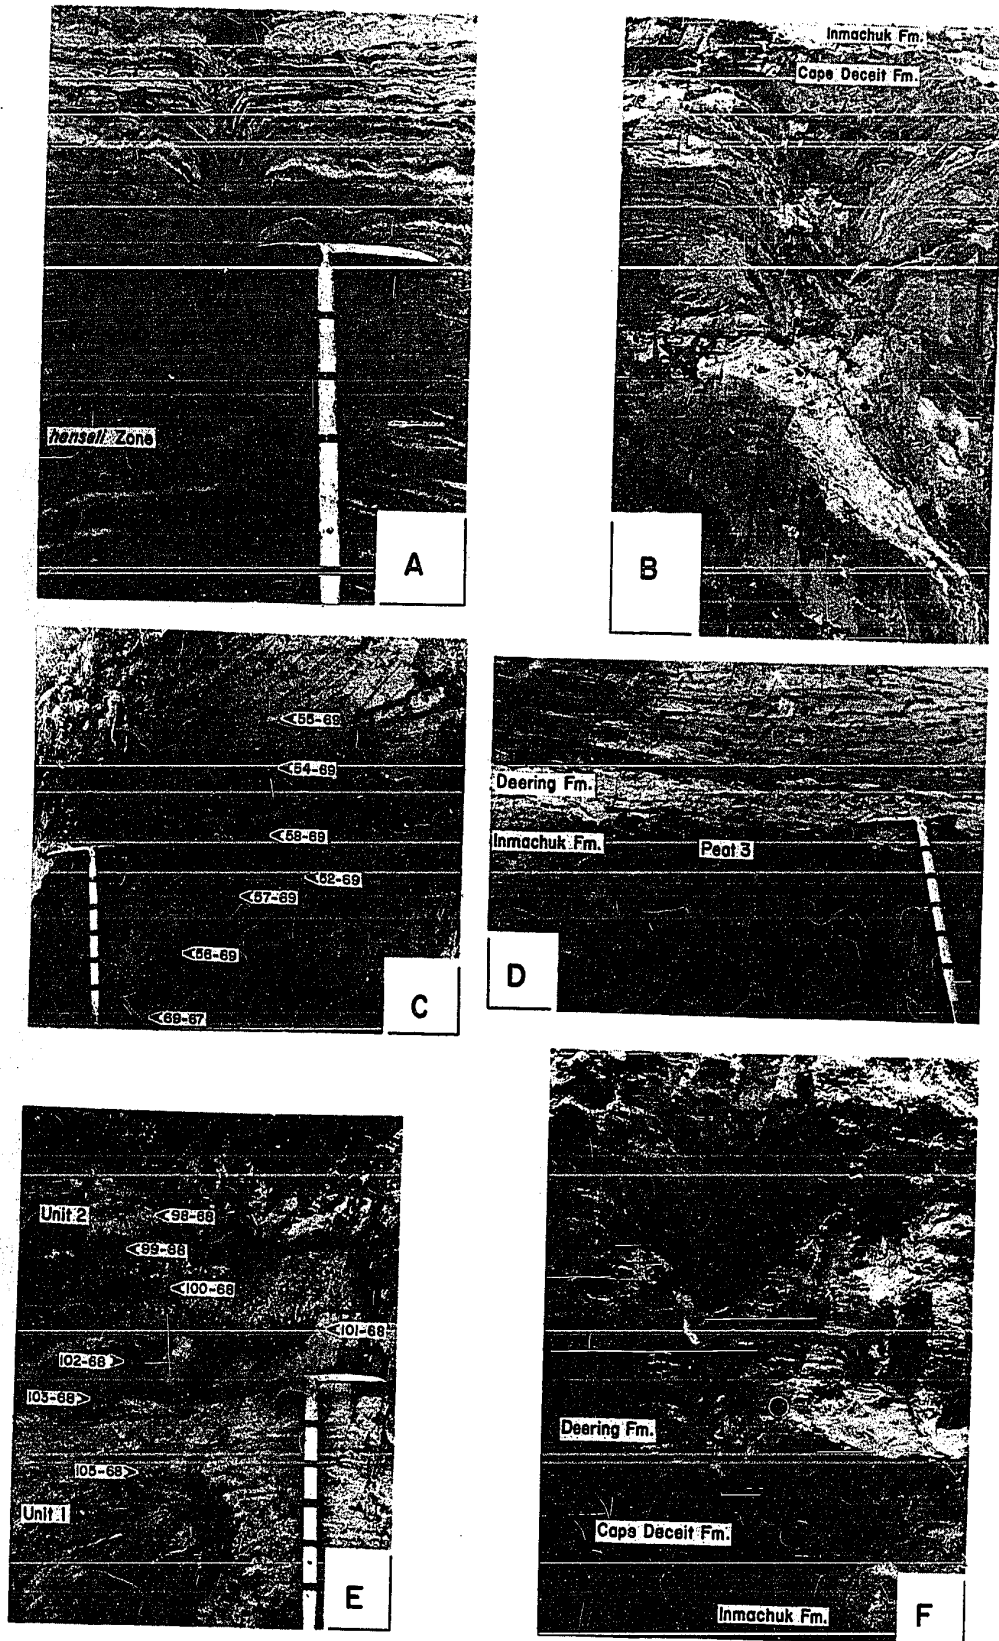 henseli Zone
A
Inmachuk Fm.
Cape Deceit Fm.
B
55-69
54-69
58-69
52-69
57-69
56-69
69-67
C
Deering Fm.
Inmachuk Fm.
Peat 3
D
Unit 2
98-68
99-68
100-68
101-68
102-68
103-68
105-68
Unit 1
E
Deering Fm.
Cape Deceit Fm.
Inmachuk Fm.
F